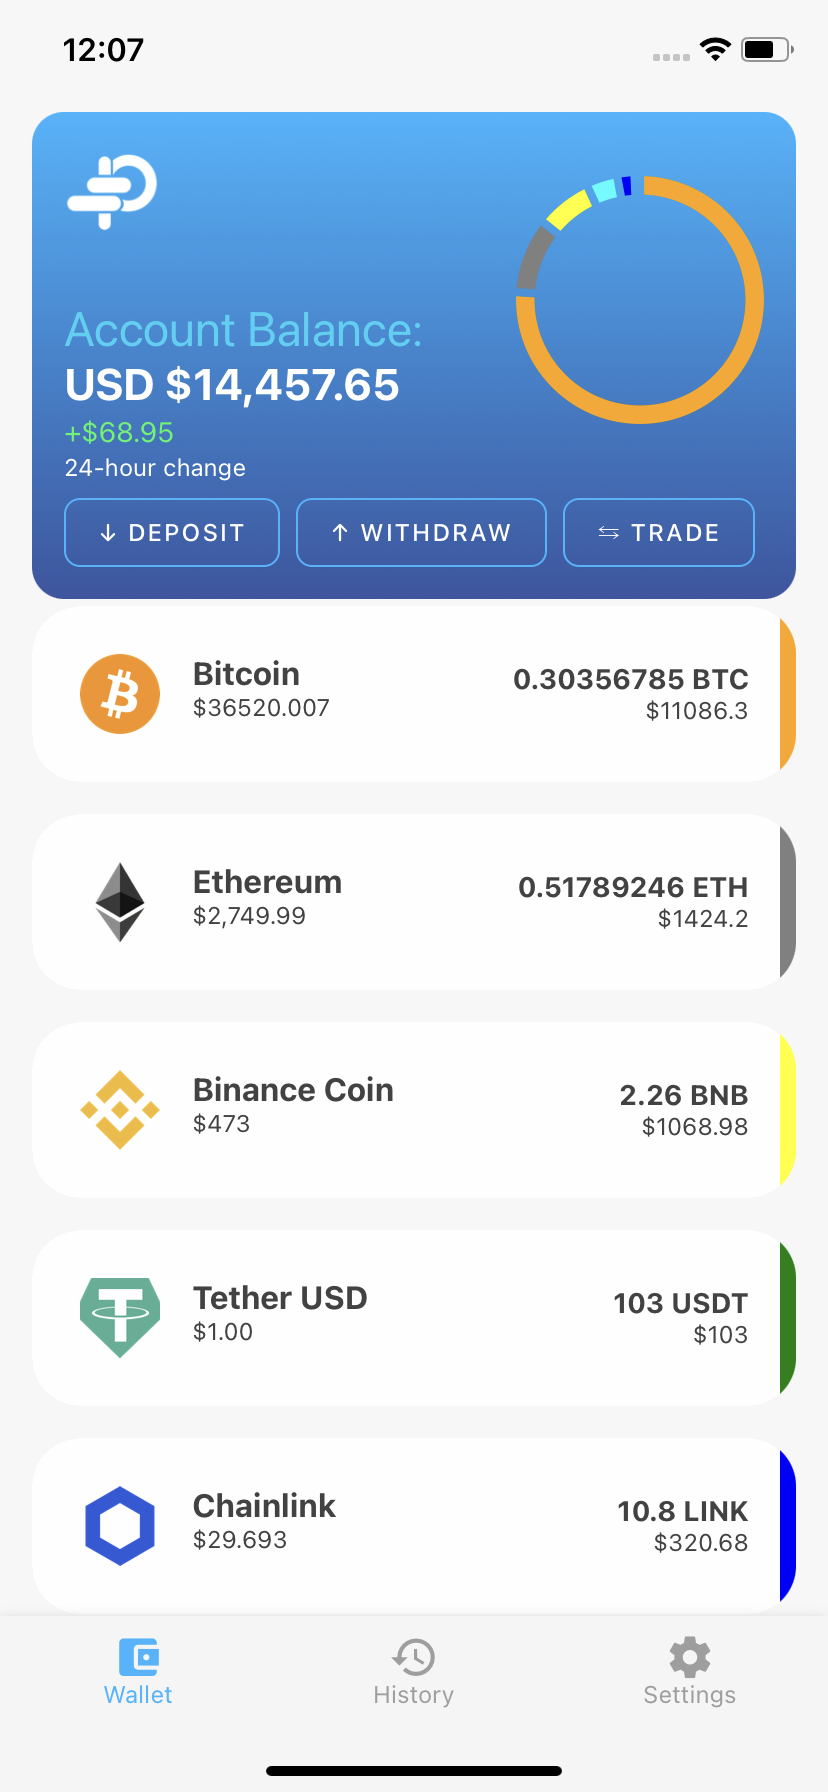 12:07
Account Balance:
USD $14,457.65
+$68.95
24-hour change
↓ DEPOSIT
↑ WITHDRAW
⇆ TRADE
Bitcoin
0.30356785 BTC
$36520.007
$11086.3
Ethereum
0.51789246 ETH
$2,749.99
$1424.2
Binance Coin
2.26 BNB
$473
$1068.98
Tether USD
103 USDT
$1.00
$103
Chainlink
10.8 LINK
$29.693
$320.68
Wallet
History
Settings